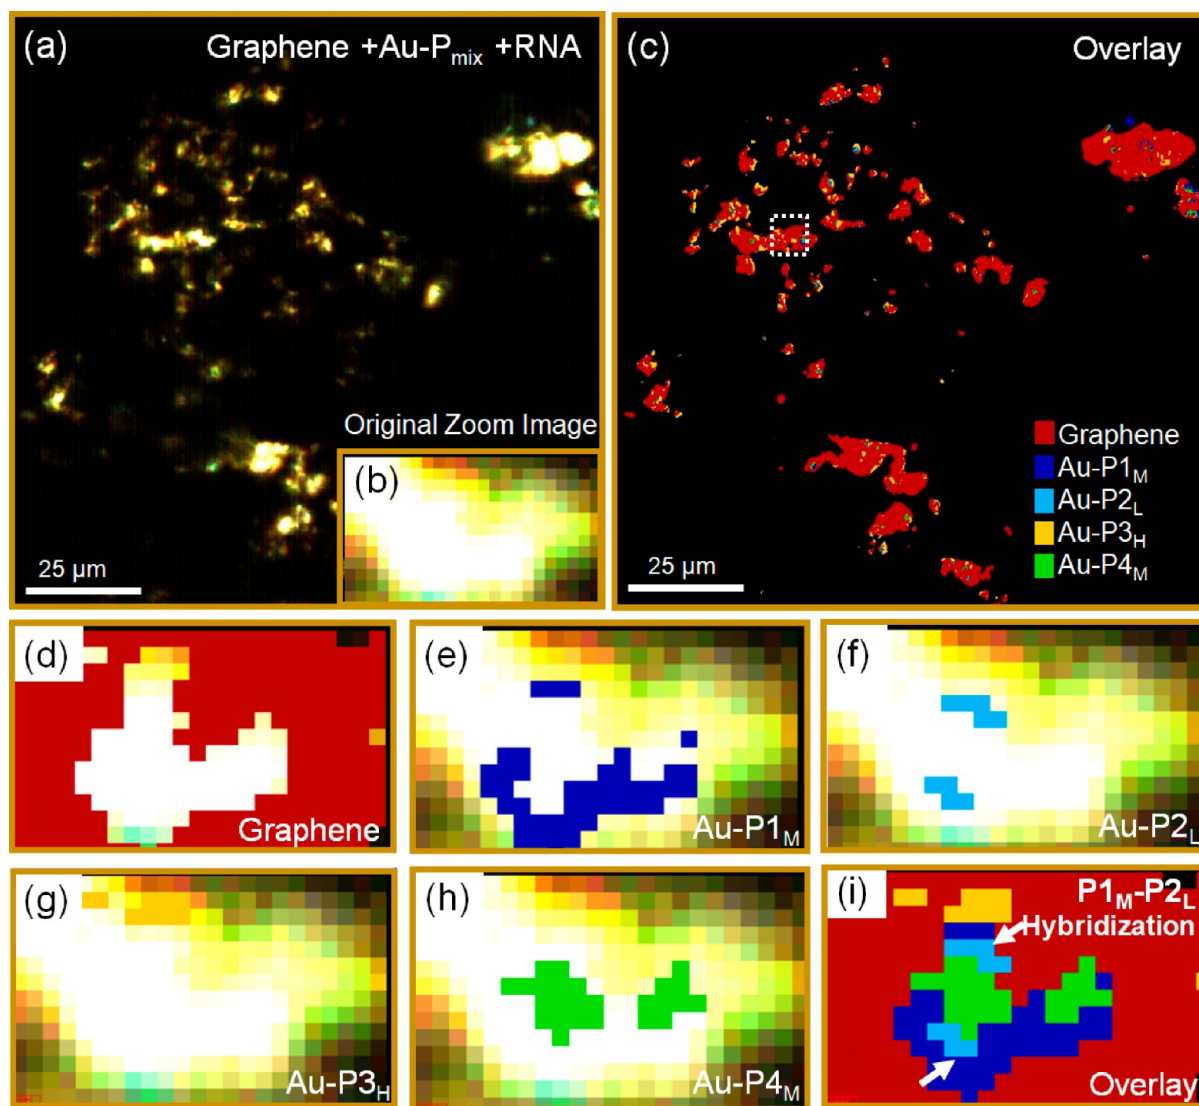 (a) Graphene +Au-Pmix +RNA
Original Zoom Image
(b)
25 µm
(c) Overlay
Graphene
Au-P1M
Au-P2L
Au-P3H
Au-P4M
25 µm
(d)
Graphene
(e)
Au-P1M
(f)
Au-P2L
(g)
Au-P3H
(h)
Au-P4M
(i) P1M-P2L
Hybridization
Overlay